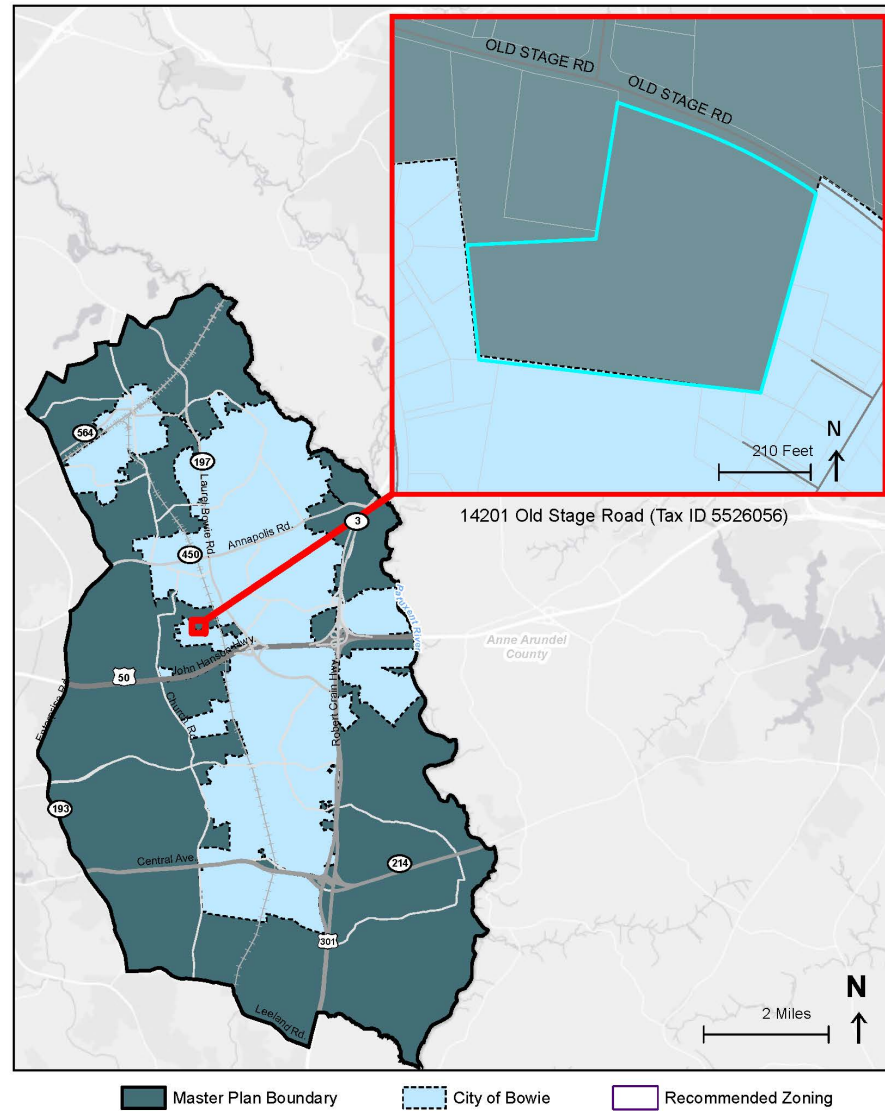 OLD STAGE RD
OLD STAGE RD
210 Feet
N
14201 Old Stage Road (Tax ID 5526056)
564
197
Laurel Bowie Rd.
3
Annapolis Rd.
450
Patuxent River
Anne Arundel
County
John Hanson Hwy.
50
Enterprise Rd.
Church Rd.
Robert Crain Hwy.
193
Central Ave.
214
301
Leeland Rd.
2 Miles
N
Master Plan Boundary
City of Bowie
Recommended Zoning